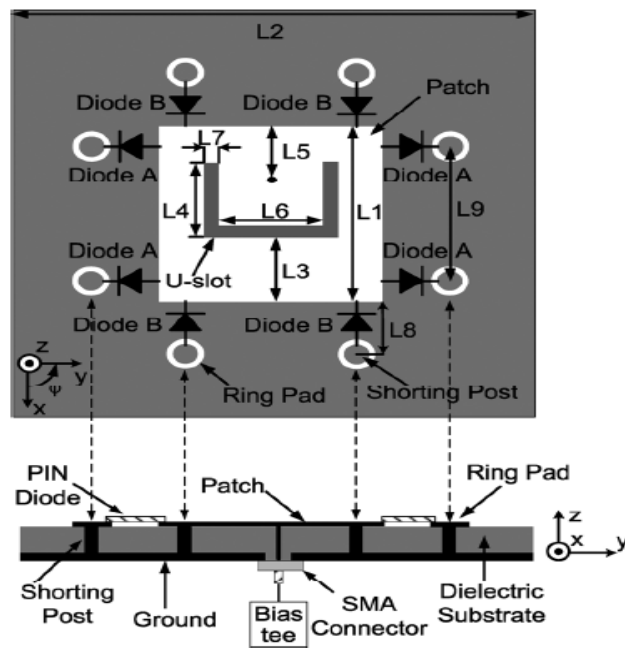 L2
Patch
Diode B
Diode B
L7
L5
Diode A
Diode A
L4
L6
L1
L9
Diode A
Diode A
L3
U-slot
Diode B
Diode B
L8
z
y
Ψ
x
Ring Pad
Shorting Post
PIN
Diode
Patch
Ring Pad
z
x
y
Shorting
Post
Ground
Bias
tee
SMA
Connector
Dielectric
Substrate